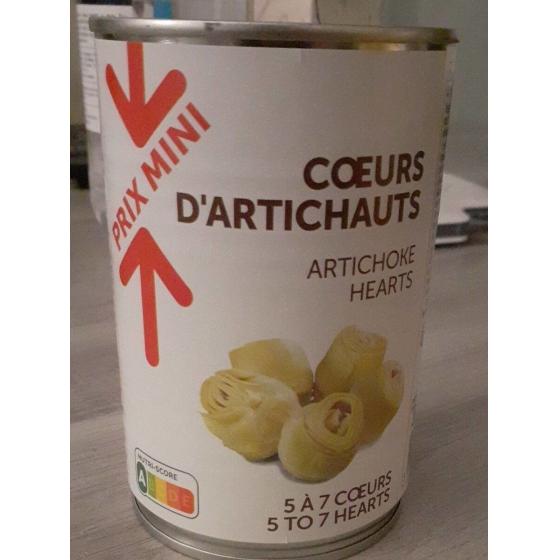 PRIX MINI
CŒURS
D'ARTICHAUTS
ARTICHOKE
HEARTS
NUTRI-SCORE
A B C D E
5 À 7 CŒURS
5 TO 7 HEARTS